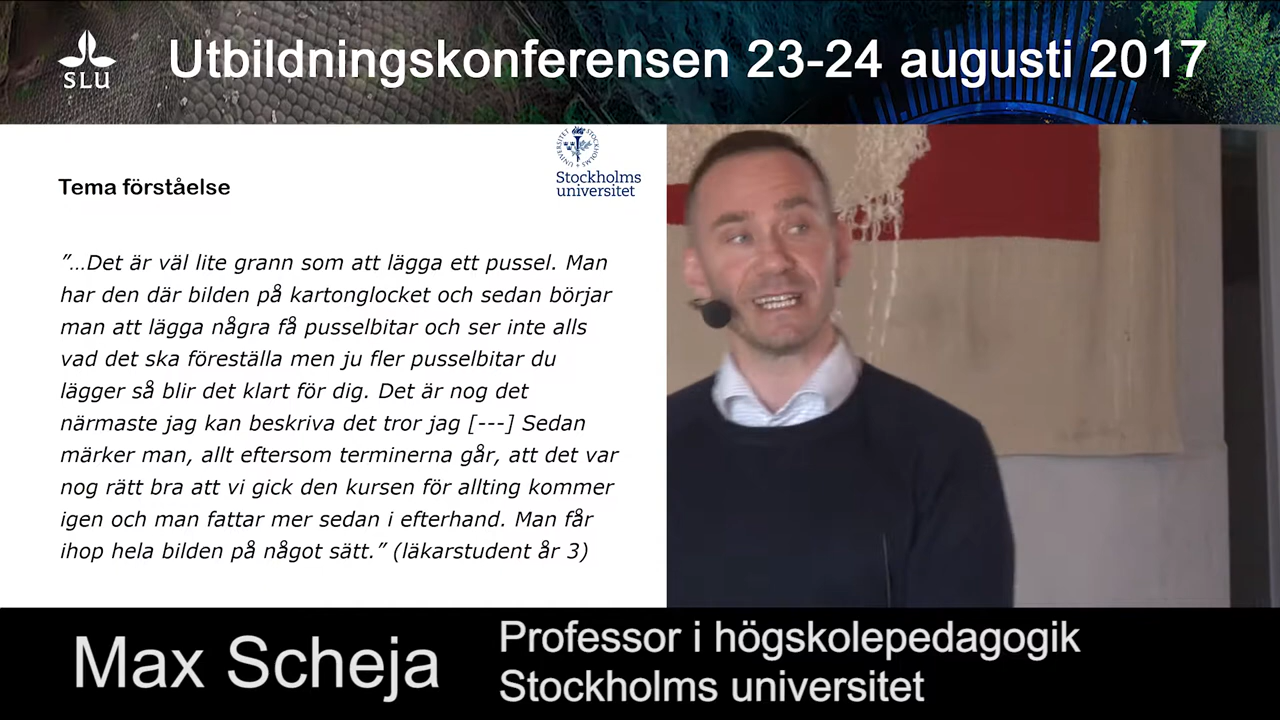 SLU
Utbildningskonferensen 23-24 augusti 2017
Stockholms
universitet
Tema förståelse
”…Det är väl lite grann som att lägga ett pussel. Man
har den där bilden på kartonglocket och sedan börjar
man att lägga några få pusselbitar och ser inte alls
vad det ska föreställa men ju fler pusselbitar du
lägger så blir det klart för dig. Det är nog det
närmaste jag kan beskriva det tror jag [---] Sedan
märker man, allt eftersom terminerna går, att det var
nog rätt bra att vi gick den kursen för allting kommer
igen och man fattar mer sedan i efterhand. Man får
ihop hela bilden på något sätt.” (läkarstudent år 3)
Max Scheja
Professor i högskolepedagogik
Stockholms universitet